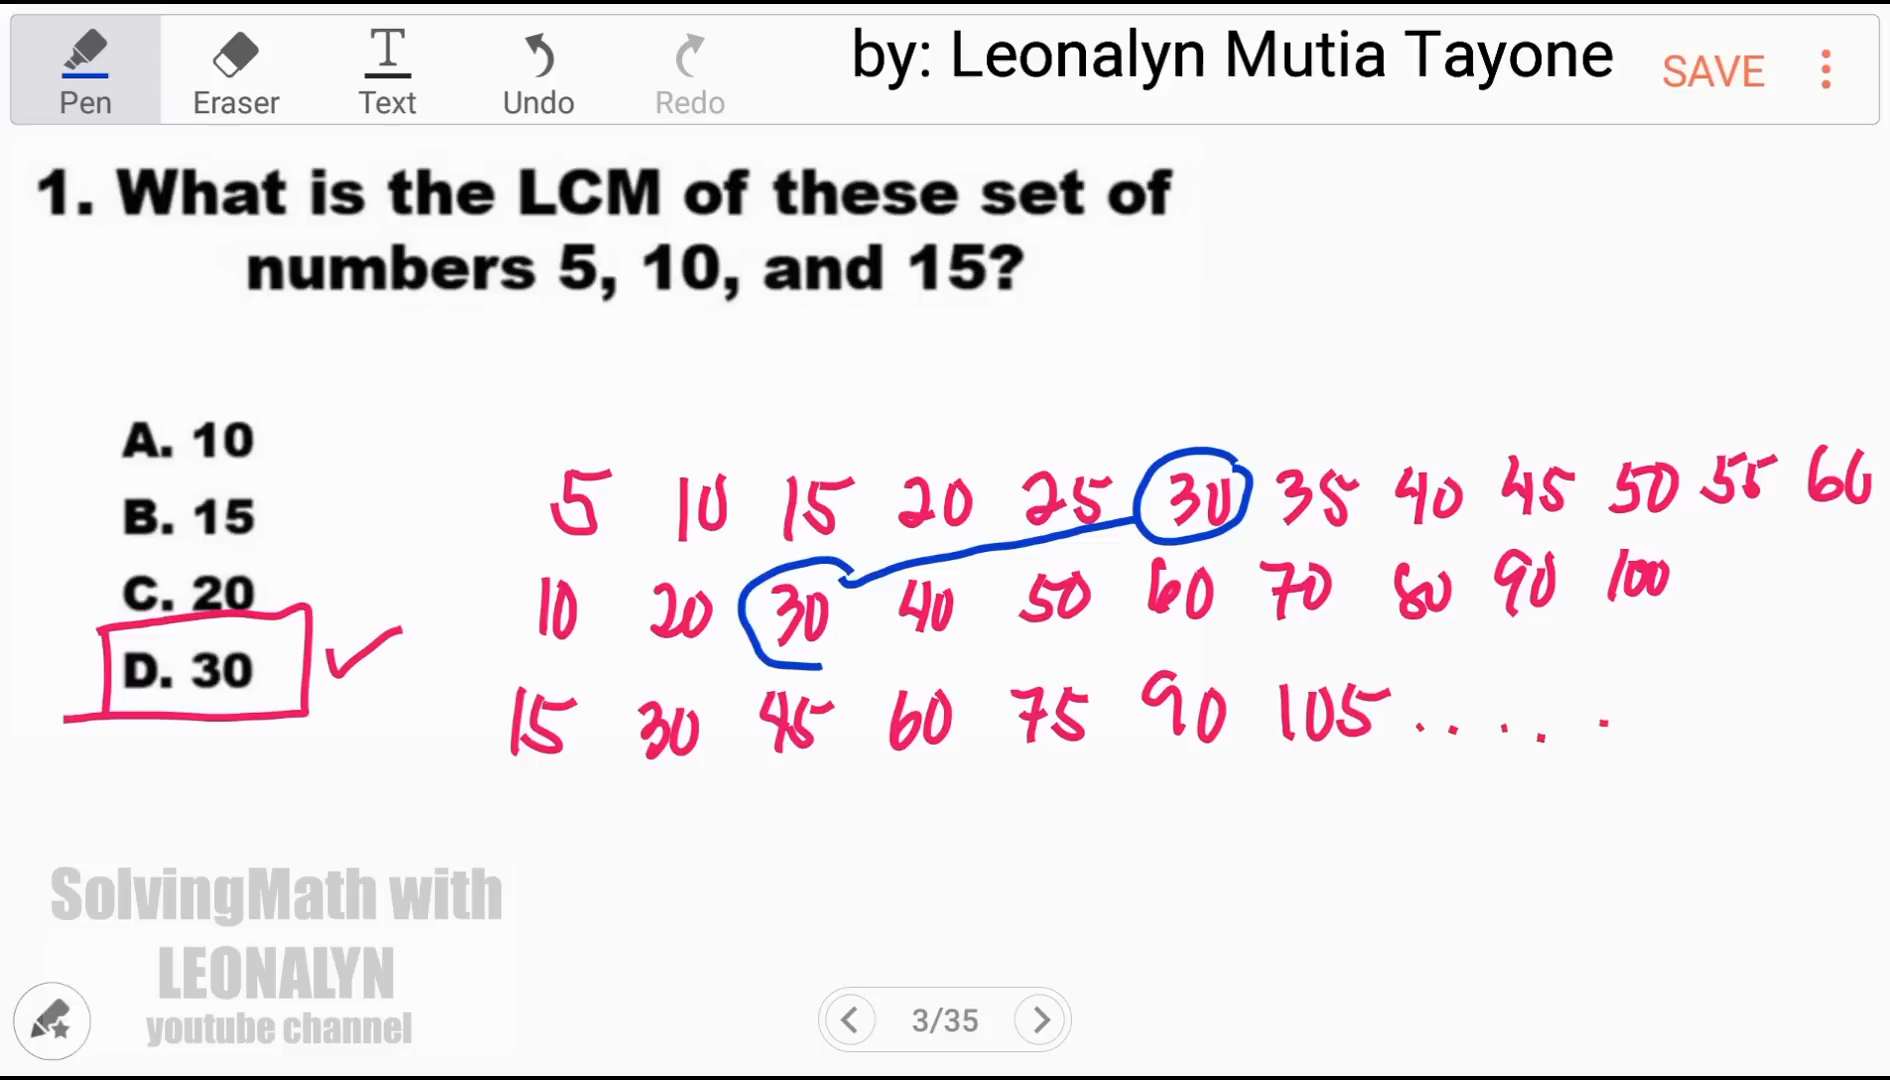 Pen Eraser Text Undo Redo by: Leonalyn Mutia Tayone SAVE
1. What is the LCM of these set of
numbers 5, 10, and 15?
A. 10
B. 15
C. 20
D. 30
5 10 15 20 25 30 35 40 45 50 55 60
10 20 30 40 50 60 70 80 90 100
15 30 45 60 75 90 105 . . . . .
SolvingMath with
LEONALYN
youtube channel
3/35